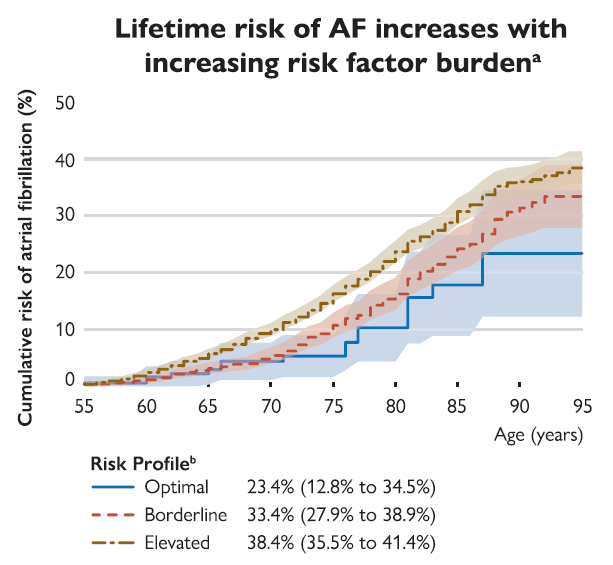 Lifetime risk of AF increases with
increasing risk factor burdenᵃ
Cumulative risk of atrial fibrillation (%)
50
40
30
20
10
0
55 60 65 70 75 80 85 90 95
Age (years)
Risk Profileᵇ
Optimal 23.4% (12.8% to 34.5%)
Borderline 33.4% (27.9% to 38.9%)
Elevated 38.4% (35.5% to 41.4%)